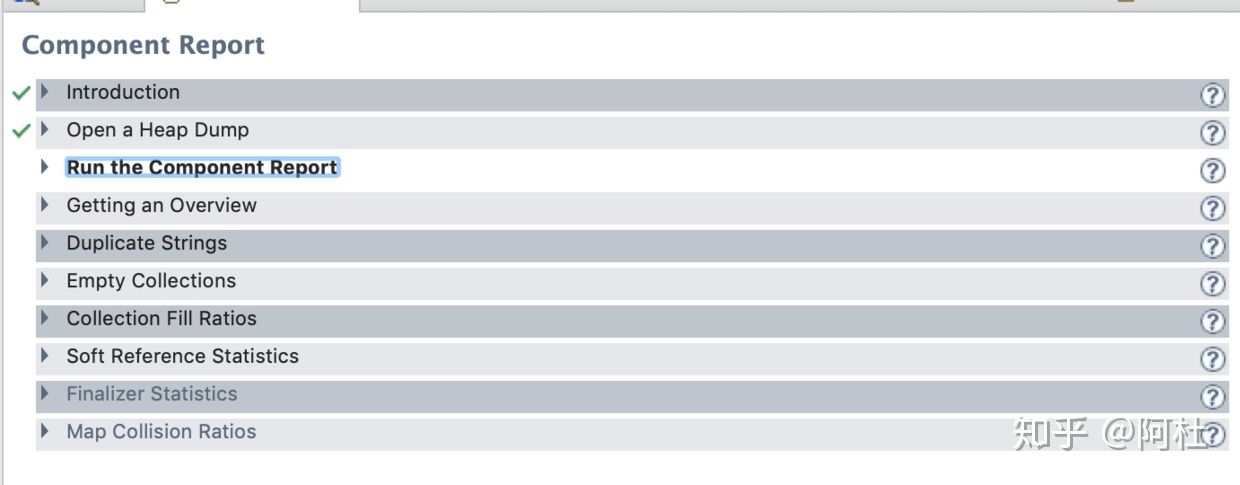 Component Report
Introduction
Open a Heap Dump
Run the Component Report
Getting an Overview
Duplicate Strings
Empty Collections
Collection Fill Ratios
Soft Reference Statistics
Finalizer Statistics
Map Collision Ratios
知乎 @阿杜